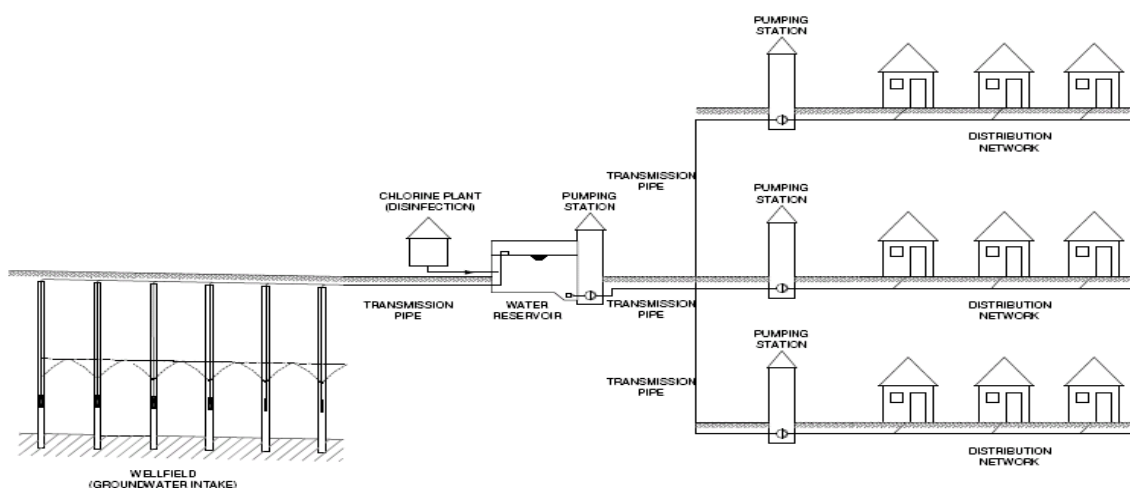 PUMPING
STATION
DISTRIBUTION
NETWORK
TRANSMISSION
PIPE
CHLORINE PLANT
(DISINFECTION)
PUMPING
STATION
PUMPING
STATION
TRANSMISSION
PIPE
WATER
RESERVOIR
TRANSMISSION
PIPE
DISTRIBUTION
NETWORK
PUMPING
STATION
TRANSMISSION
PIPE
DISTRIBUTION
NETWORK
WELLFIELD
(GROUNDWATER INTAKE)